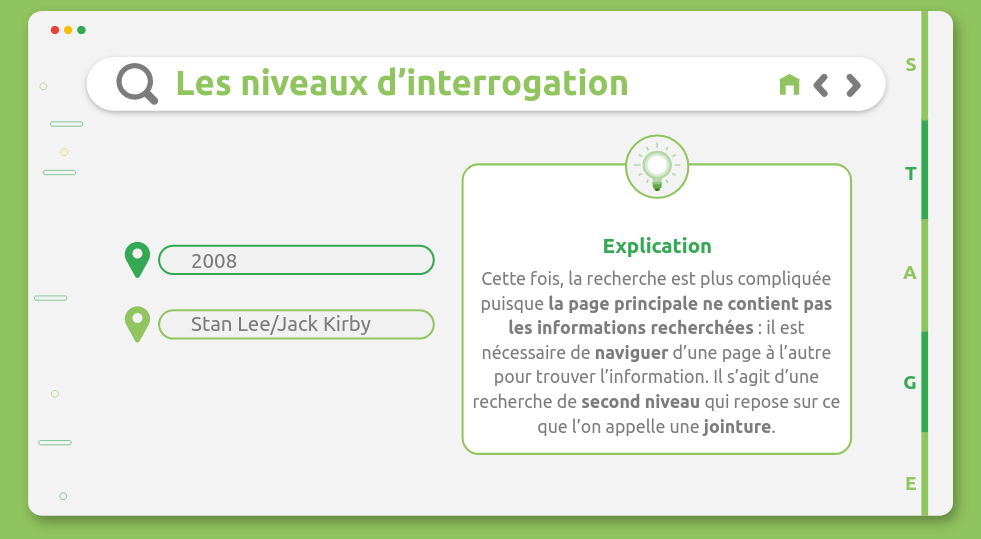 Les niveaux d’interrogation
2008
Stan Lee/Jack Kirby
Explication
Cette fois, la recherche est plus compliquée
puisque la page principale ne contient pas
les informations recherchées : il est
nécessaire de naviguer d’une page à l’autre
pour trouver l’information. Il s’agit d’une
recherche de second niveau qui repose sur ce
que l’on appelle une jointure.
S
T
A
G
E